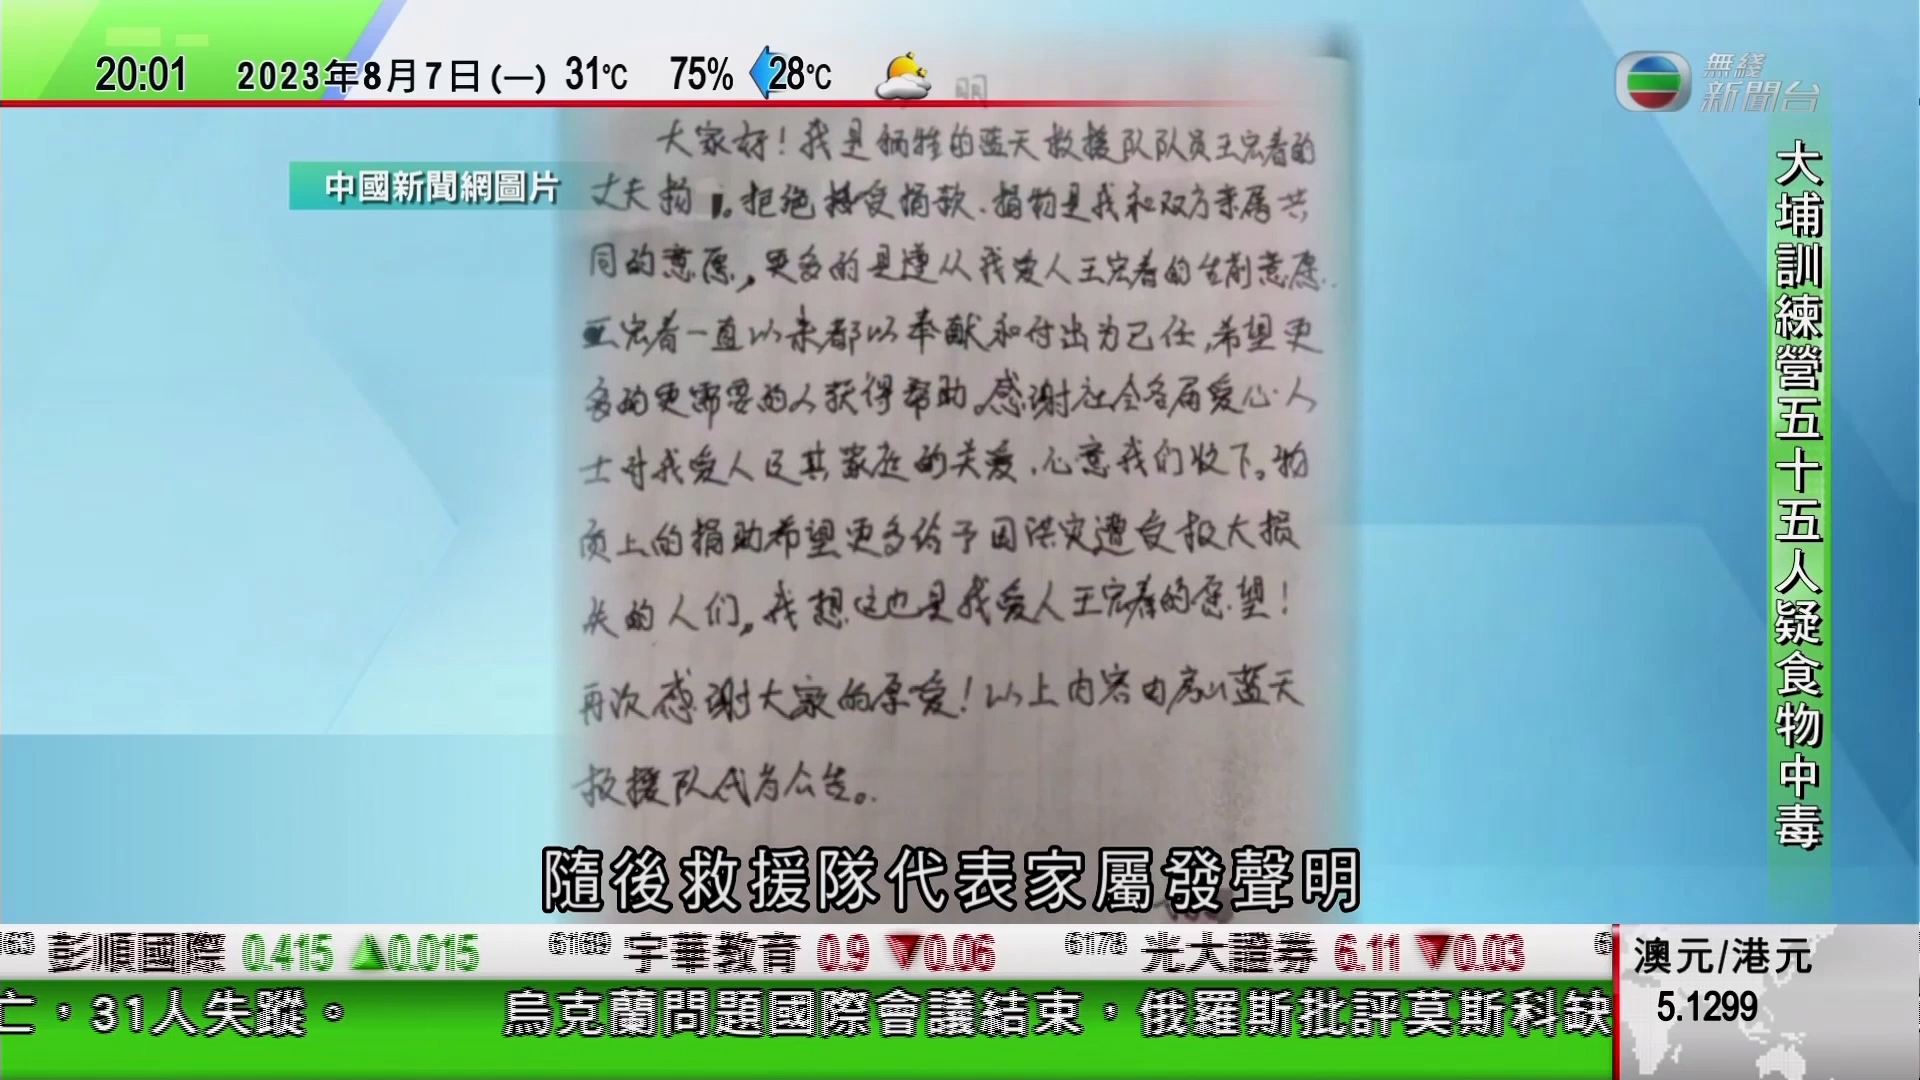 20:01 2023年8月7日(一) 31℃ 75% 28℃
無綫
新聞台
中國新聞網圖片
明
大家好！我是牺牲的蓝天救援队队员王宏春的
丈夫 。拒绝接受捐款、捐物是我和双方亲属共
同的意愿，更多的是遵从我爱人王宏春的生前意愿.
王宏春一直以来都以奉献和付出为己任,希望更
多的更需要的人获得帮助。感谢社会各届爱心人
士对我爱人及其家庭的关爱、心意我们收下。物
质上的捐助希望更多给予因洪灾遭受极大损
失的人们。我想这也是我爱人王宏春的愿望！
再次感谢大家的厚爱！以上内容由房山蓝天
救援队代为公告。
隨後救援隊代表家屬發聲明
大埔訓練營五十五人疑食物中毒
63 彭順國際 0.415 ▲0.015 6169 宇華教育 0.9 ▼0.06 6178 光大證券 6.11 ▼0.03 6
亡，31人失蹤。 烏克蘭問題國際會議結束，俄羅斯批評莫斯科缺
澳元/港元
5.1299